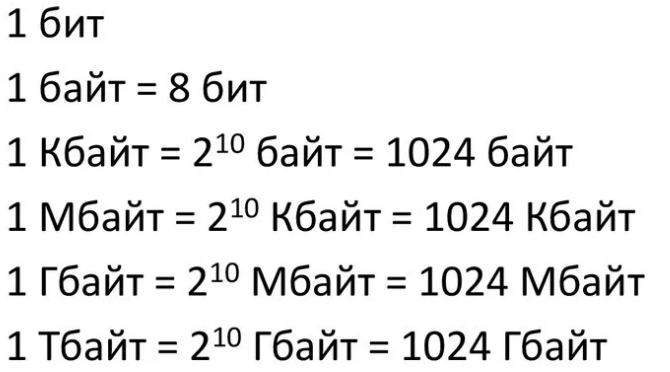 1 бит
1 байт = 8 бит
1 Кбайт = 2¹⁰ байт = 1024 байт
1 Мбайт = 2¹⁰ Кбайт = 1024 Кбайт
1 Гбайт = 2¹⁰ Мбайт = 1024 Мбайт
1 Тбайт = 2¹⁰ Гбайт = 1024 Гбайт